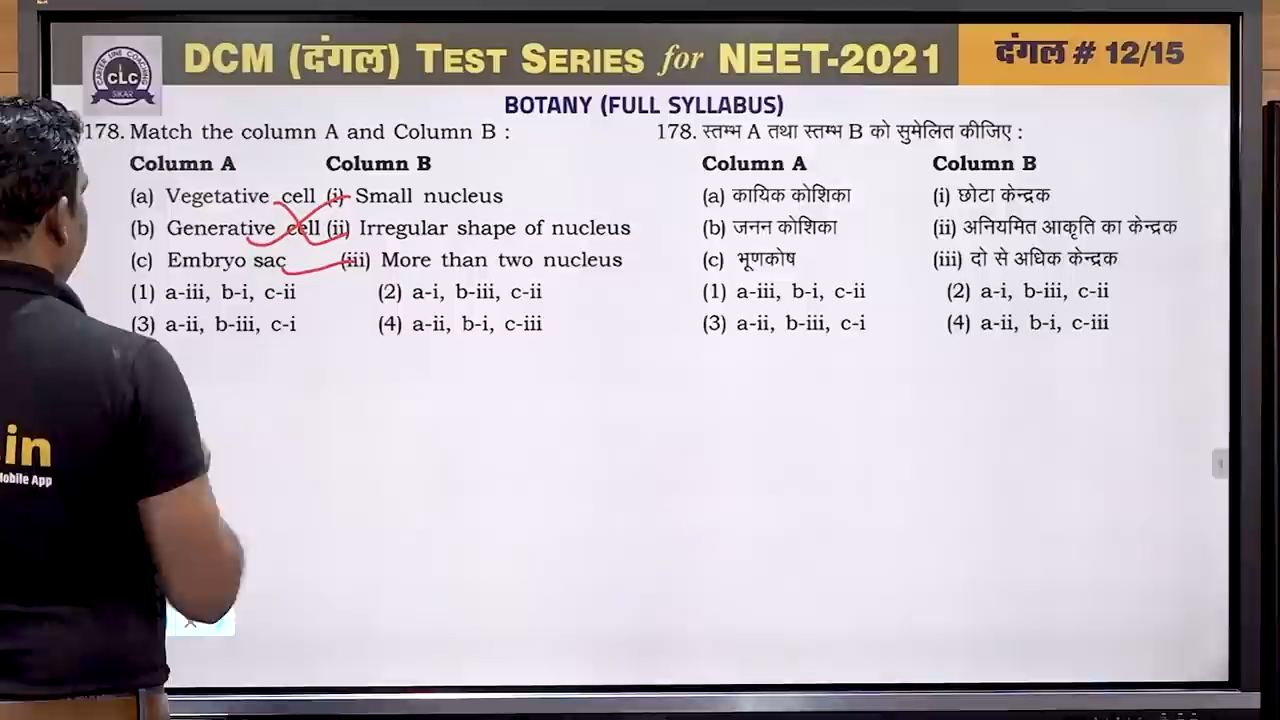 CAREER LINE COACHING
CLC
SIKAR
DCM (दंगल) TEST SERIES for NEET-2021
दंगल # 12/15
BOTANY (FULL SYLLABUS)
178. Match the column A and Column B :
Column A Column B
(a) Vegetative cell (i) Small nucleus
(b) Generative cell (ii) Irregular shape of nucleus
(c) Embryo sac (iii) More than two nucleus
(1) a-iii, b-i, c-ii (2) a-i, b-iii, c-ii
(3) a-ii, b-iii, c-i (4) a-ii, b-i, c-iii
178. स्तम्भ A तथा स्तम्भ B को सुमेलित कीजिए :
Column A Column B
(a) कायिक कोशिका (i) छोटा केन्द्रक
(b) जनन कोशिका (ii) अनियमित आकृति का केन्द्रक
(c) भूणकोष (iii) दो से अधिक केन्द्रक
(1) a-iii, b-i, c-ii (2) a-i, b-iii, c-ii
(3) a-ii, b-iii, c-i (4) a-ii, b-i, c-iii
.in
Mobile App